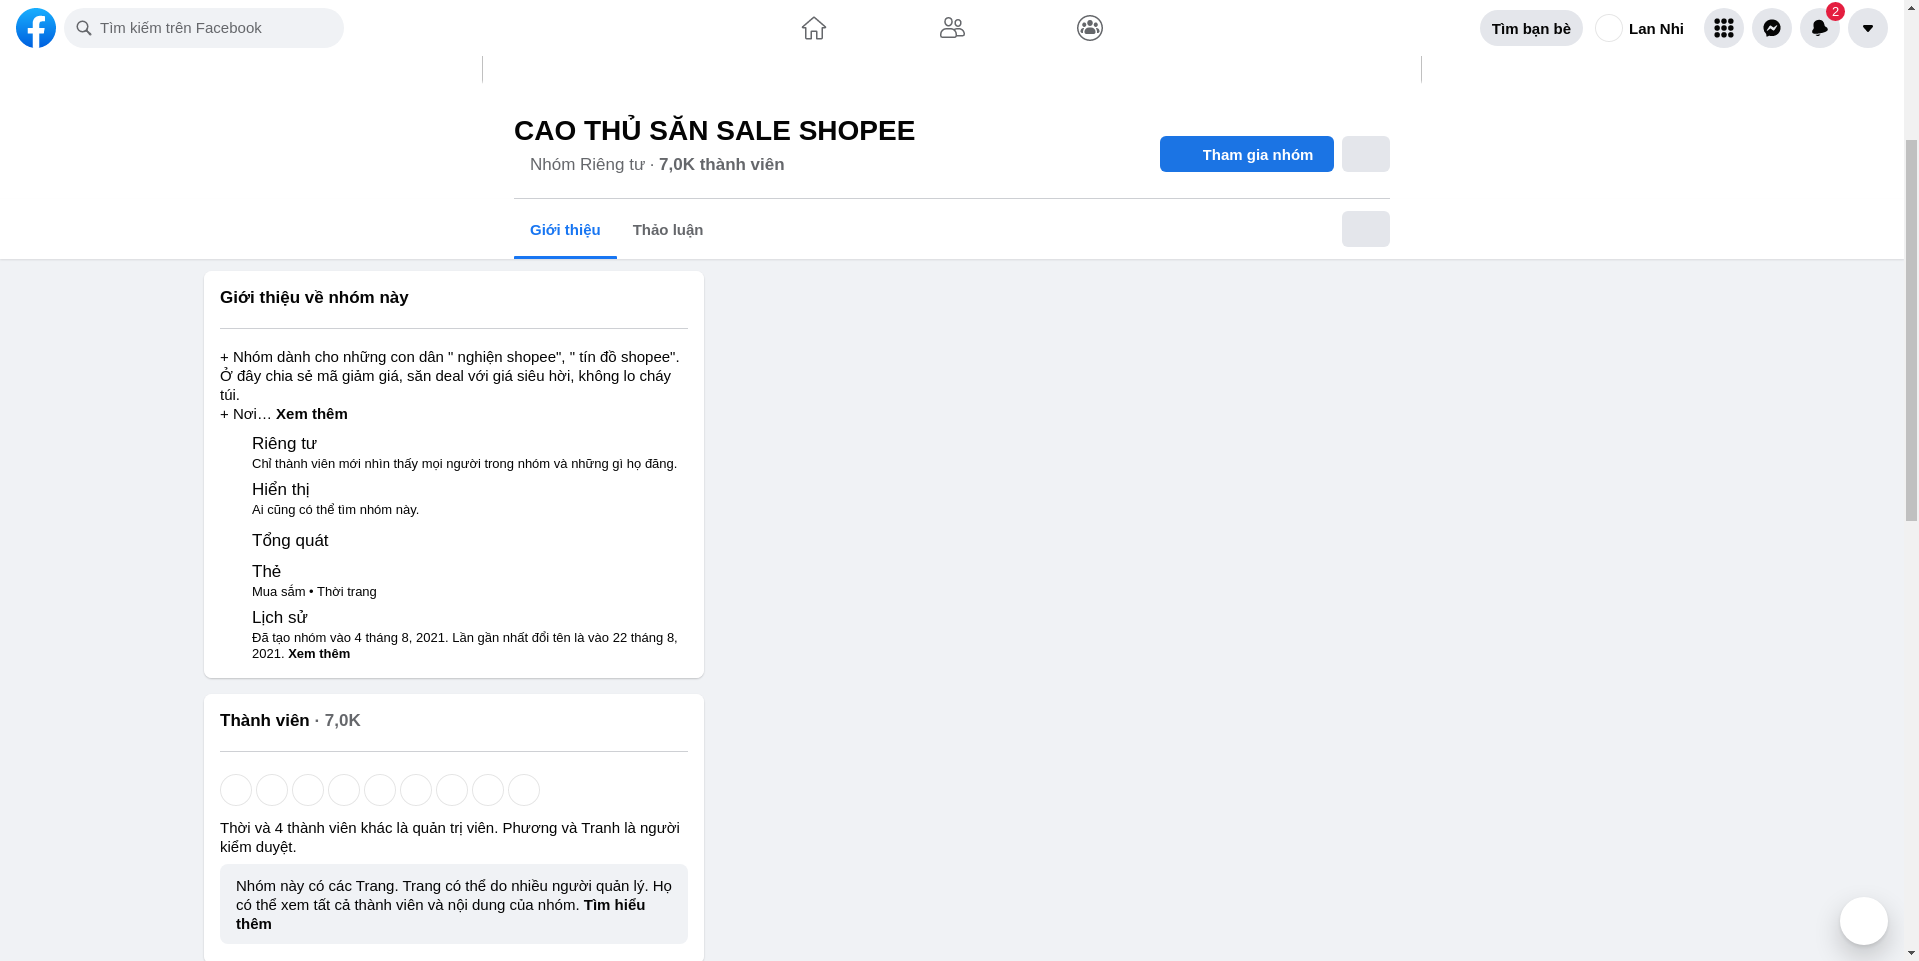 Tìm kiếm trên Facebook
Tìm bạn bè
Lan Nhi
2
CAO THỦ SĂN SALE SHOPEE
Nhóm Riêng tư · 7,0K thành viên
Tham gia nhóm
Giới thiệu
Thảo luận
Giới thiệu về nhóm này
+ Nhóm dành cho những con dân " nghiện shopee", " tín đồ shopee".
Ở đây chia sẻ mã giảm giá, săn deal với giá siêu hời, không lo cháy
túi.
+ Nơi… Xem thêm
Riêng tư
Chỉ thành viên mới nhìn thấy mọi người trong nhóm và những gì họ đăng.
Hiển thị
Ai cũng có thể tìm nhóm này.
Tổng quát
Thẻ
Mua sắm • Thời trang
Lịch sử
Đã tạo nhóm vào 4 tháng 8, 2021. Lần gần nhất đổi tên là vào 22 tháng 8,
2021. Xem thêm
Thành viên · 7,0K
Thời và 4 thành viên khác là quản trị viên. Phương và Tranh là người
kiểm duyệt.
Nhóm này có các Trang. Trang có thể do nhiều người quản lý. Họ
có thể xem tất cả thành viên và nội dung của nhóm. Tìm hiểu
thêm